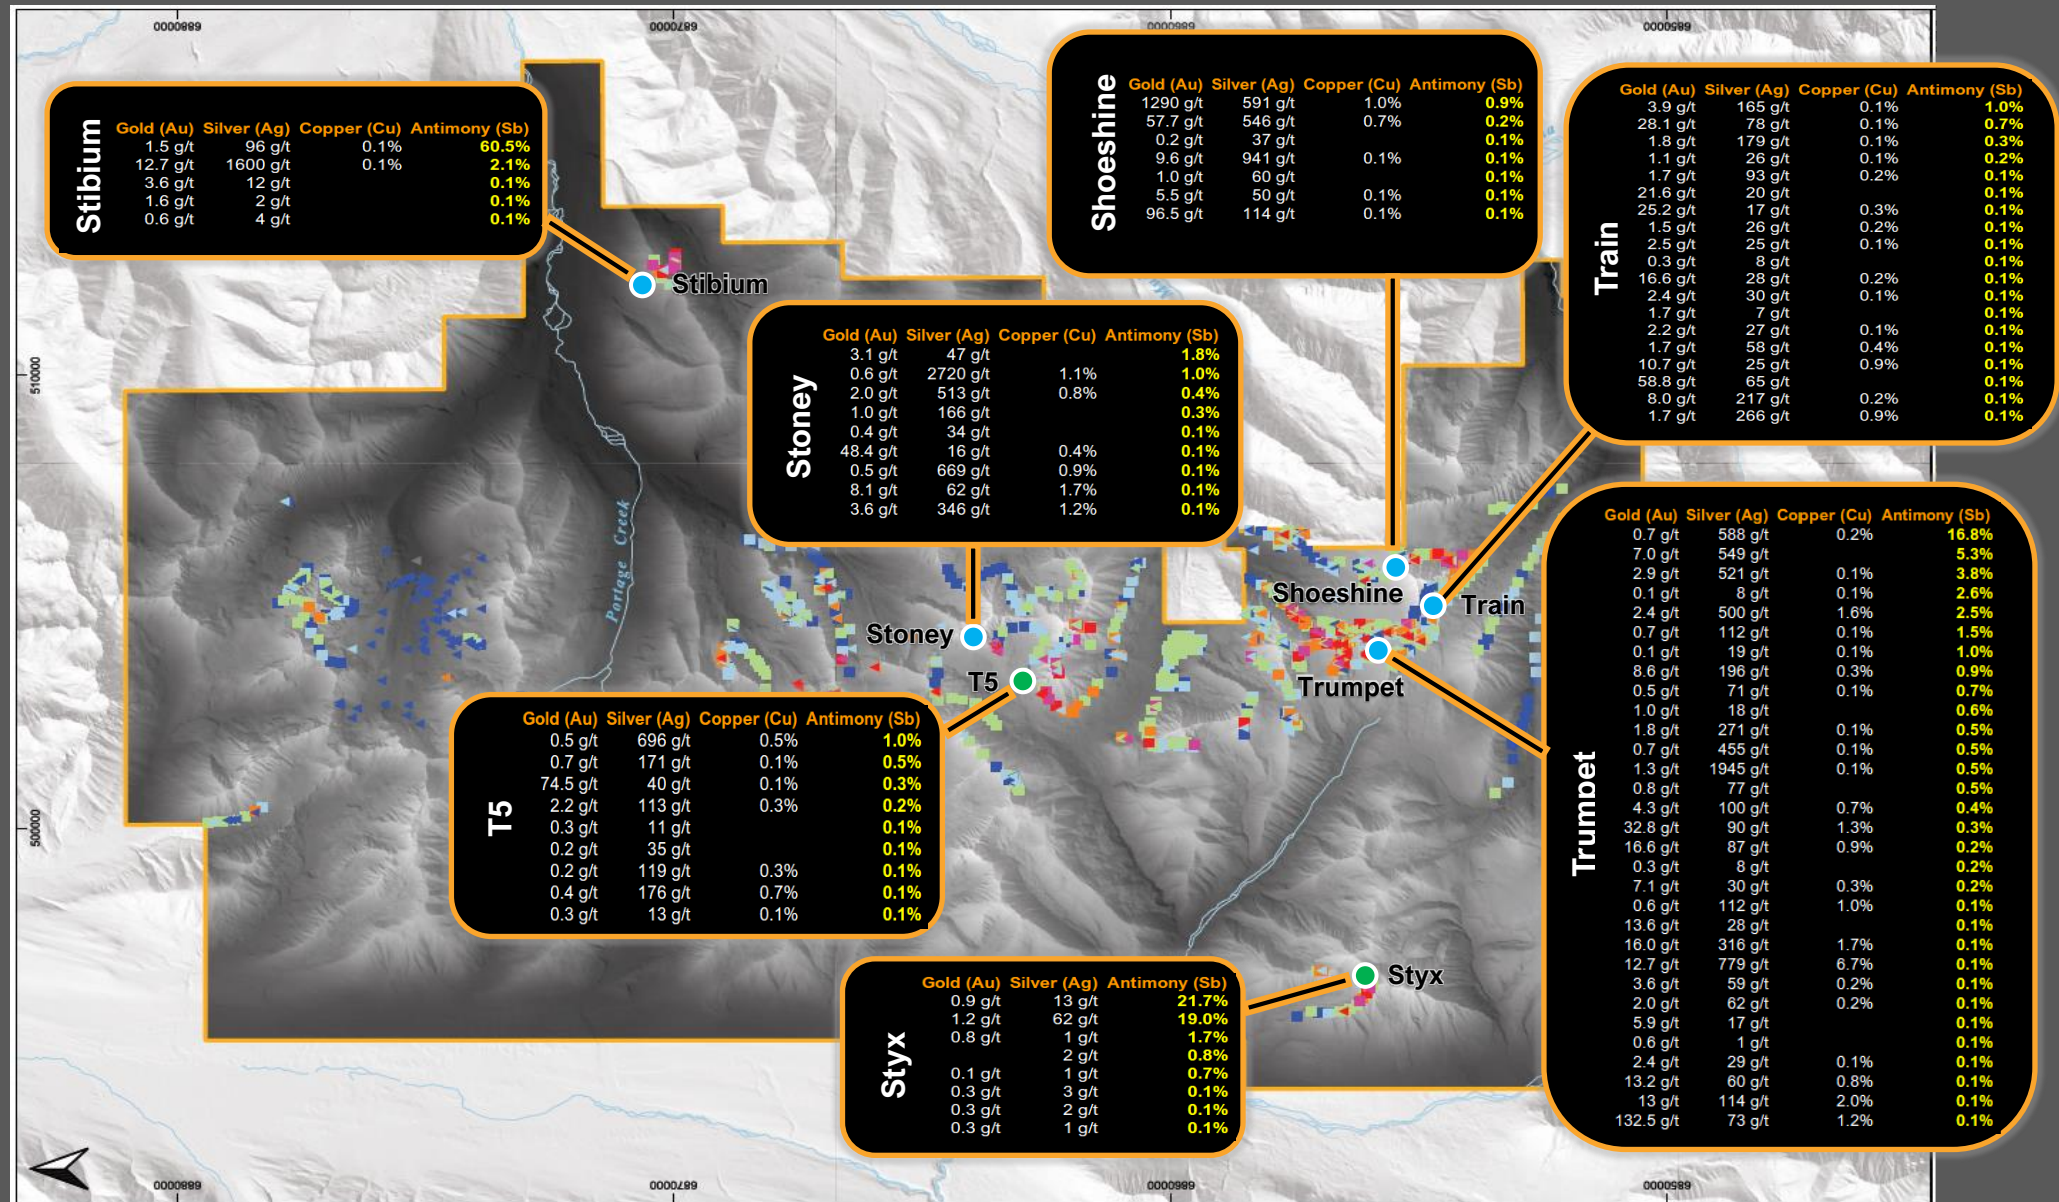 6880000
6870000
6860000
6850000
510000
500000
Stibium
Gold (Au) Silver (Ag) Copper (Cu) Antimony (Sb)
1.5 g/t 96 g/t 0.1% 60.5%
12.7 g/t 1600 g/t 0.1% 2.1%
3.6 g/t 12 g/t 0.1%
1.6 g/t 2 g/t 0.1%
0.6 g/t 4 g/t 0.1%
Shoeshine
Gold (Au) Silver (Ag) Copper (Cu) Antimony (Sb)
1290 g/t 591 g/t 1.0% 0.9%
57.7 g/t 546 g/t 0.7% 0.2%
0.2 g/t 37 g/t 0.1%
9.6 g/t 941 g/t 0.1% 0.1%
1.0 g/t 60 g/t 0.1%
5.5 g/t 50 g/t 0.1% 0.1%
96.5 g/t 114 g/t 0.1% 0.1%
Train
Gold (Au) Silver (Ag) Copper (Cu) Antimony (Sb)
3.9 g/t 165 g/t 0.1% 1.0%
28.1 g/t 78 g/t 0.1% 0.7%
1.8 g/t 179 g/t 0.1% 0.3%
1.1 g/t 26 g/t 0.1% 0.2%
1.7 g/t 93 g/t 0.2% 0.1%
21.6 g/t 20 g/t 0.1%
25.2 g/t 17 g/t 0.3% 0.1%
1.5 g/t 26 g/t 0.2% 0.1%
2.5 g/t 25 g/t 0.1% 0.1%
0.3 g/t 8 g/t 0.1%
16.6 g/t 28 g/t 0.2% 0.1%
2.4 g/t 30 g/t 0.1% 0.1%
1.7 g/t 7 g/t 0.1%
2.2 g/t 27 g/t 0.1% 0.1%
1.7 g/t 58 g/t 0.4% 0.1%
10.7 g/t 25 g/t 0.9% 0.1%
58.8 g/t 65 g/t 0.1%
8.0 g/t 217 g/t 0.2% 0.1%
1.7 g/t 266 g/t 0.9% 0.1%
Stibium
Stoney
Gold (Au) Silver (Ag) Copper (Cu) Antimony (Sb)
3.1 g/t 47 g/t 1.8%
0.6 g/t 2720 g/t 1.1% 1.0%
2.0 g/t 513 g/t 0.8% 0.4%
1.0 g/t 166 g/t 0.3%
0.4 g/t 34 g/t 0.1%
48.4 g/t 16 g/t 0.4% 0.1%
0.5 g/t 669 g/t 0.9% 0.1%
8.1 g/t 62 g/t 1.7% 0.1%
3.6 g/t 346 g/t 1.2% 0.1%
Portage Creek
Shoeshine
Train
Stoney
T5
Trumpet
Trumpet
Gold (Au) Silver (Ag) Copper (Cu) Antimony (Sb)
0.7 g/t 588 g/t 0.2% 16.8%
7.0 g/t 549 g/t 5.3%
2.9 g/t 521 g/t 0.1% 3.8%
0.1 g/t 8 g/t 0.1% 2.6%
2.4 g/t 500 g/t 1.6% 2.5%
0.7 g/t 112 g/t 0.1% 1.5%
0.1 g/t 19 g/t 0.1% 1.0%
8.6 g/t 196 g/t 0.3% 0.9%
0.5 g/t 71 g/t 0.1% 0.7%
1.0 g/t 18 g/t 0.6%
1.8 g/t 271 g/t 0.1% 0.5%
0.7 g/t 455 g/t 0.1% 0.5%
1.3 g/t 1945 g/t 0.1% 0.5%
0.8 g/t 77 g/t 0.5%
4.3 g/t 100 g/t 0.7% 0.4%
32.8 g/t 90 g/t 1.3% 0.3%
16.6 g/t 87 g/t 0.9% 0.2%
0.3 g/t 8 g/t 0.2%
7.1 g/t 30 g/t 0.3% 0.2%
0.6 g/t 112 g/t 1.0% 0.1%
13.6 g/t 28 g/t 0.1%
16.0 g/t 316 g/t 1.7% 0.1%
12.7 g/t 779 g/t 6.7% 0.1%
3.6 g/t 59 g/t 0.2% 0.1%
2.0 g/t 62 g/t 0.2% 0.1%
5.9 g/t 17 g/t 0.1%
0.6 g/t 1 g/t 0.1%
2.4 g/t 29 g/t 0.1% 0.1%
13.2 g/t 60 g/t 0.8% 0.1%
13 g/t 114 g/t 2.0% 0.1%
132.5 g/t 73 g/t 1.2% 0.1%
T5
Gold (Au) Silver (Ag) Copper (Cu) Antimony (Sb)
0.5 g/t 696 g/t 0.5% 1.0%
0.7 g/t 171 g/t 0.1% 0.5%
74.5 g/t 40 g/t 0.1% 0.3%
2.2 g/t 113 g/t 0.3% 0.2%
0.3 g/t 11 g/t 0.1%
0.2 g/t 35 g/t 0.1%
0.2 g/t 119 g/t 0.3% 0.1%
0.4 g/t 176 g/t 0.7% 0.1%
0.3 g/t 13 g/t 0.1% 0.1%
Styx
Styx
Gold (Au) Silver (Ag) Antimony (Sb)
0.9 g/t 13 g/t 21.7%
1.2 g/t 62 g/t 19.0%
0.8 g/t 1 g/t 1.7%
2 g/t 0.8%
0.1 g/t 1 g/t 0.7%
0.3 g/t 3 g/t 0.1%
0.3 g/t 2 g/t 0.1%
0.3 g/t 1 g/t 0.1%
6880000
6870000
6860000
6850000